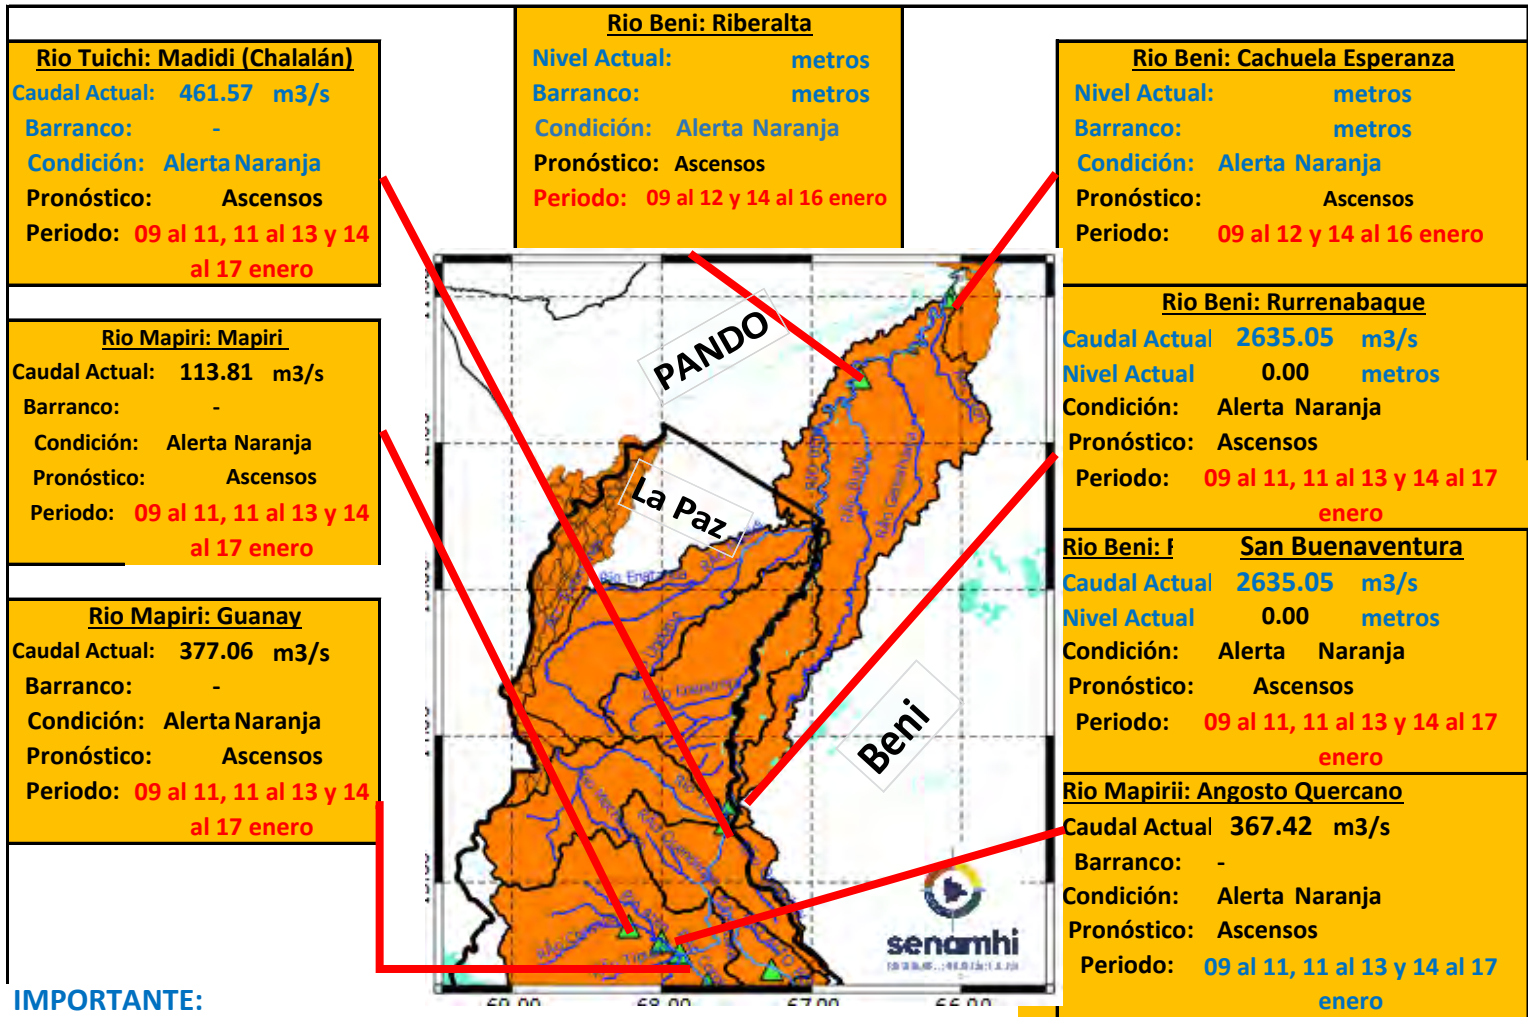 Rio Tuichi: Madidi (Chalalán)
Caudal Actual: 461.57 m3/s
Barranco: -
Condición: Alerta Naranja
Pronóstico: Ascensos
Periodo: 09 al 11, 11 al 13 y 14
al 17 enero
Rio Mapiri: Mapiri
Caudal Actual: 113.81 m3/s
Barranco: -
Condición: Alerta Naranja
Pronóstico: Ascensos
Periodo: 09 al 11, 11 al 13 y 14
al 17 enero
Rio Mapiri: Guanay
Caudal Actual: 377.06 m3/s
Barranco: -
Condición: Alerta Naranja
Pronóstico: Ascensos
Periodo: 09 al 11, 11 al 13 y 14
al 17 enero
IMPORTANTE:
Rio Beni: Riberalta
Nivel Actual: metros
Barranco: metros
Condición: Alerta Naranja
Pronóstico: Ascensos
Periodo: 09 al 12 y 14 al 16 enero
PANDO
La Paz
Beni
senamhi
69.00 68.00 67.00 66.00
Rio Beni: Cachuela Esperanza
Nivel Actual: metros
Barranco: metros
Condición: Alerta Naranja
Pronóstico: Ascensos
Periodo: 09 al 12 y 14 al 16 enero
Rio Beni: Rurrenabaque
Caudal Actual 2635.05 m3/s
Nivel Actual 0.00 metros
Condición: Alerta Naranja
Pronóstico: Ascensos
Periodo: 09 al 11, 11 al 13 y 14 al 17
enero
Rio Beni: San Buenaventura
Caudal Actual 2635.05 m3/s
Nivel Actual 0.00 metros
Condición: Alerta Naranja
Pronóstico: Ascensos
Periodo: 09 al 11, 11 al 13 y 14 al 17
enero
Rio Mapirii: Angosto Quercano
Caudal Actual 367.42 m3/s
Barranco: -
Condición: Alerta Naranja
Pronóstico: Ascensos
Periodo: 09 al 11, 11 al 13 y 14 al 17
enero